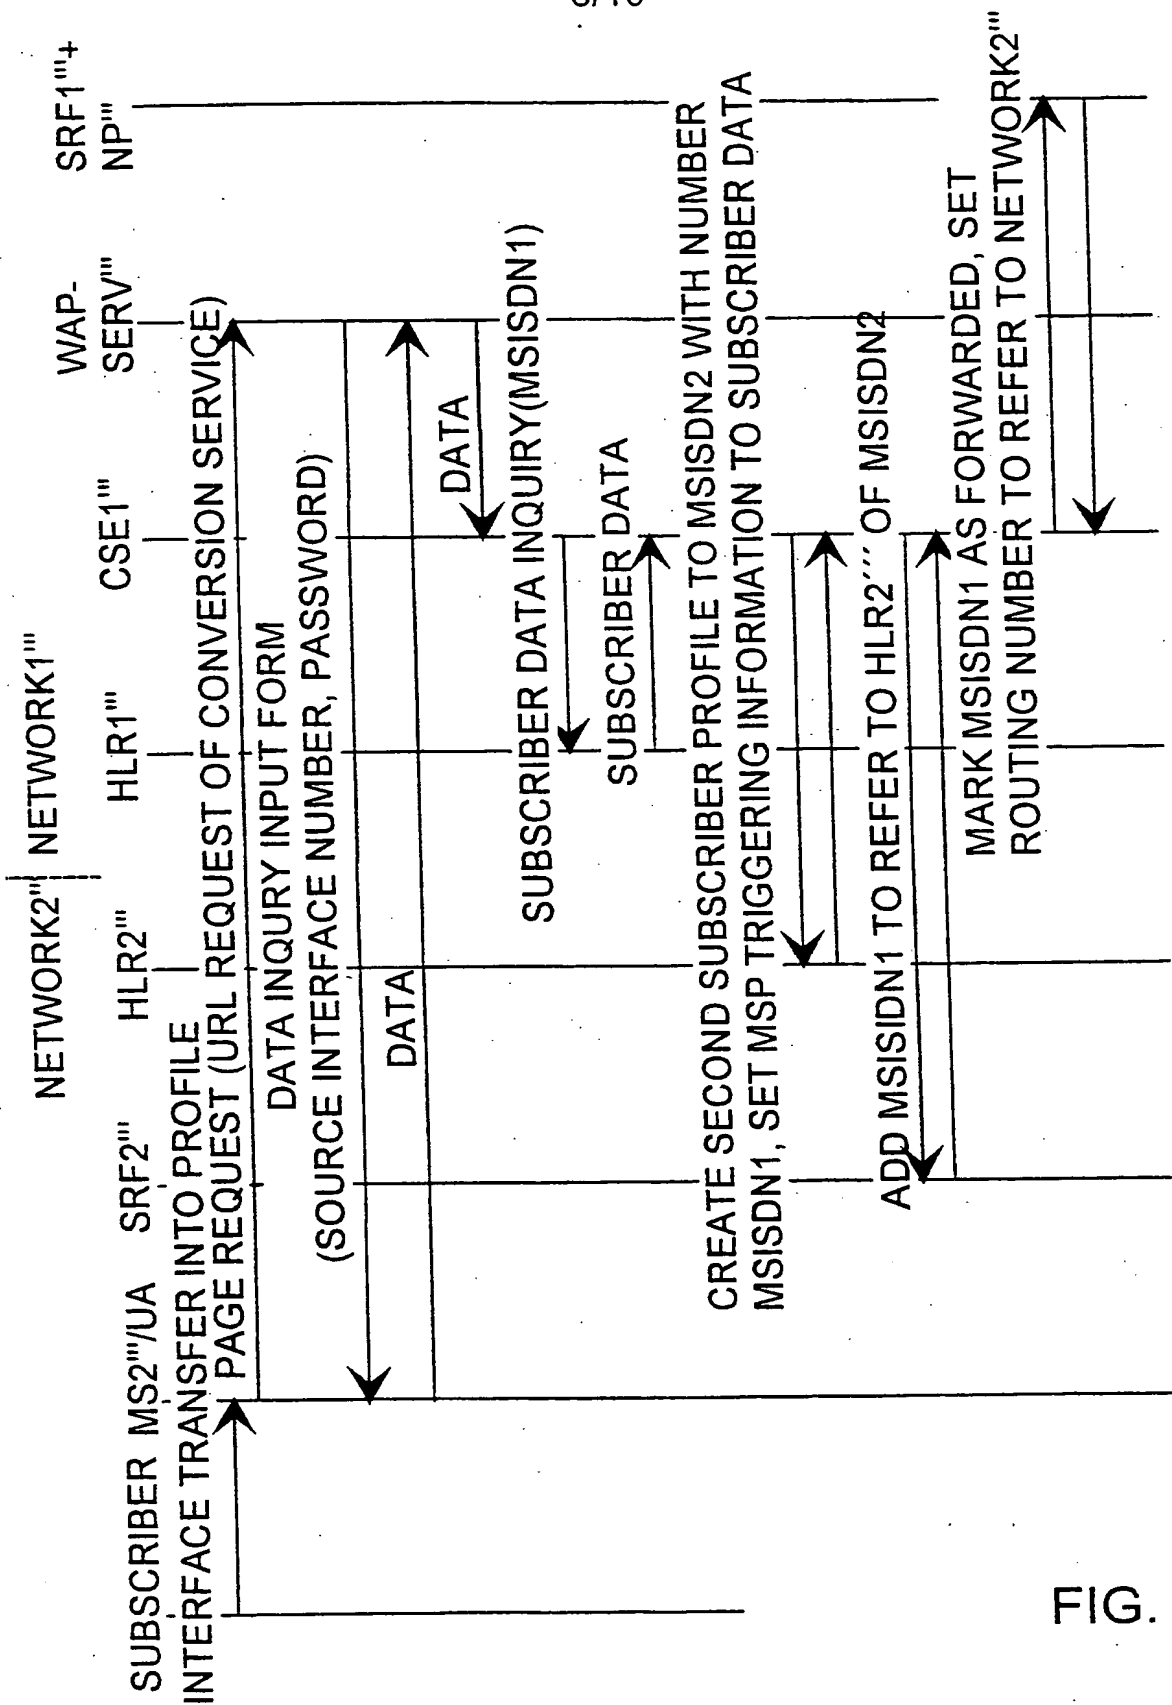 NETWORK2''' NETWORK1'''
SUBSCRIBER MS2'''/UA SRF2''' HLR2''' HLR1''' CSE1''' WAP-SERV''' SRF1'''+ NP'''
INTERFACE TRANSFER INTO PROFILE
PAGE REQUEST (URL REQUEST OF CONVERSION SERVICE)
DATA INQURY INPUT FORM
(SOURCE INTERFACE NUMBER, PASSWORD)
DATA
DATA
SUBSCRIBER DATA INQUIRY(MSISDN1)
SUBSCRIBER DATA
CREATE SECOND SUBSCRIBER PROFILE TO MSISDN2 WITH NUMBER
MSISDN1, SET MSP TRIGGERING INFORMATION TO SUBSCRIBER DATA
ADD MSISIDN1 TO REFER TO HLR2''' OF MSISDN2
MARK MSISDN1 AS FORWARDED, SET
ROUTING NUMBER TO REFER TO NETWORK2'''
FIG.